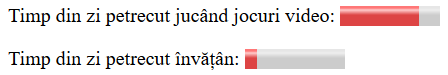 Timp din zi petrecut jucând jocuri video:
Timp din zi petrecut învățân: